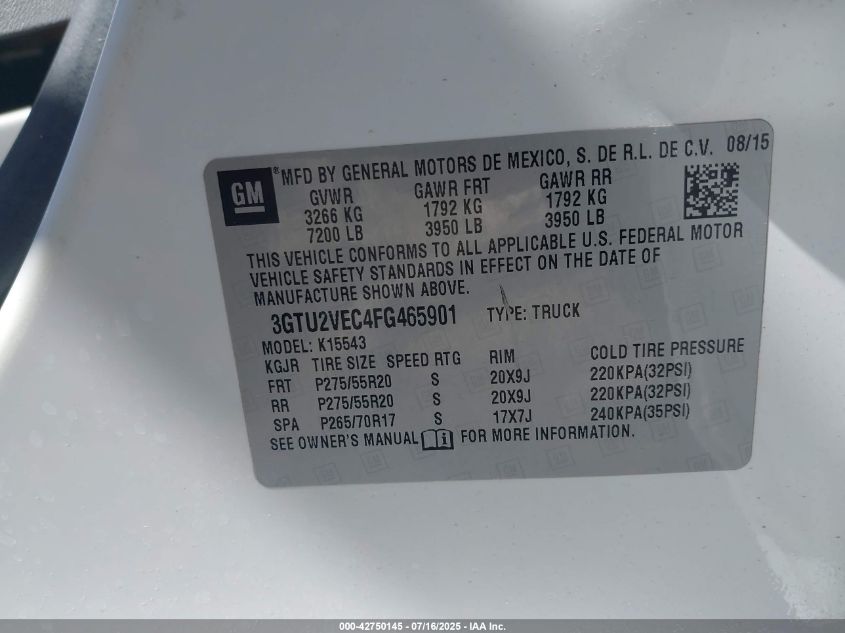 GM ® MFD BY GENERAL MOTORS DE MEXICO, S. DE R.L. DE C.V. 08/15
GVWR GAWR FRT GAWR RR
3266 KG 1792 KG 1792 KG
7200 LB 3950 LB 3950 LB
THIS VEHICLE CONFORMS TO ALL APPLICABLE U.S. FEDERAL MOTOR
VEHICLE SAFETY STANDARDS IN EFFECT ON THE DATE OF
MANUFACTURE SHOWN ABOVE.
3GTU2VEC4FG465901 TYPE: TRUCK
MODEL: K15543
KGJR TIRE SIZE SPEED RTG RIM COLD TIRE PRESSURE
FRT P275/55R20 S 20X9J 220KPA(32PSI)
RR P275/55R20 S 20X9J 220KPA(32PSI)
SPA P265/70R17 S 17X7J 240KPA(35PSI)
SEE OWNER'S MANUAL FOR MORE INFORMATION.
000-42750145 - 07/16/2025 - IAA Inc.